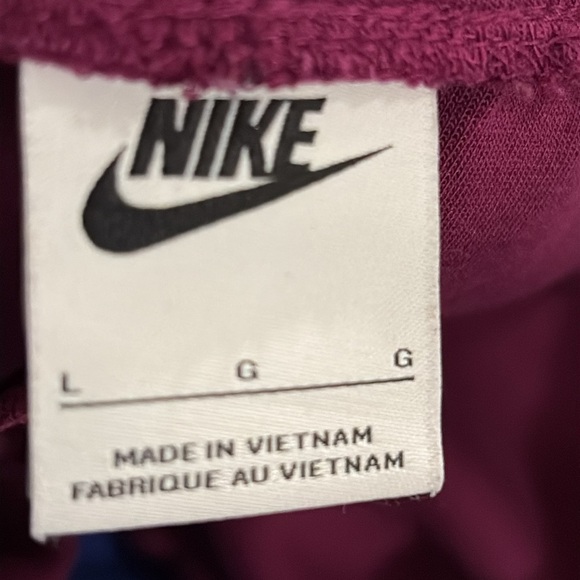 NIKE
L G G
MADE IN VIETNAM
FABRIQUE AU VIETNAM